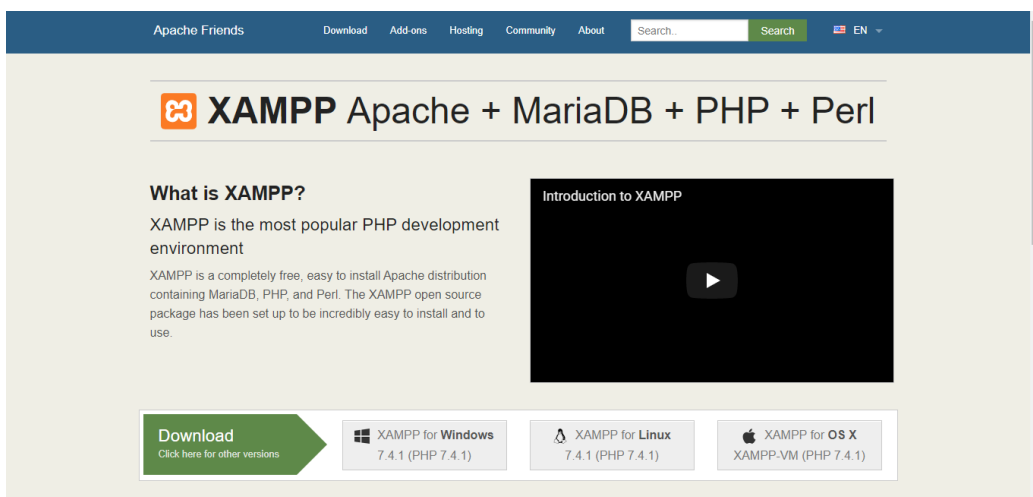 Apache Friends
Download
Add-ons
Hosting
Community
About
Search..
Search
EN
XAMPP Apache + MariaDB + PHP + Perl
What is XAMPP?
XAMPP is the most popular PHP development
environment
XAMPP is a completely free, easy to install Apache distribution
containing MariaDB, PHP, and Perl. The XAMPP open source
package has been set up to be incredibly easy to install and to
use.
Introduction to XAMPP
Download
Click here for other versions
XAMPP for Windows
7.4.1 (PHP 7.4.1)
XAMPP for Linux
7.4.1 (PHP 7.4.1)
XAMPP for OS X
XAMPP-VM (PHP 7.4.1)